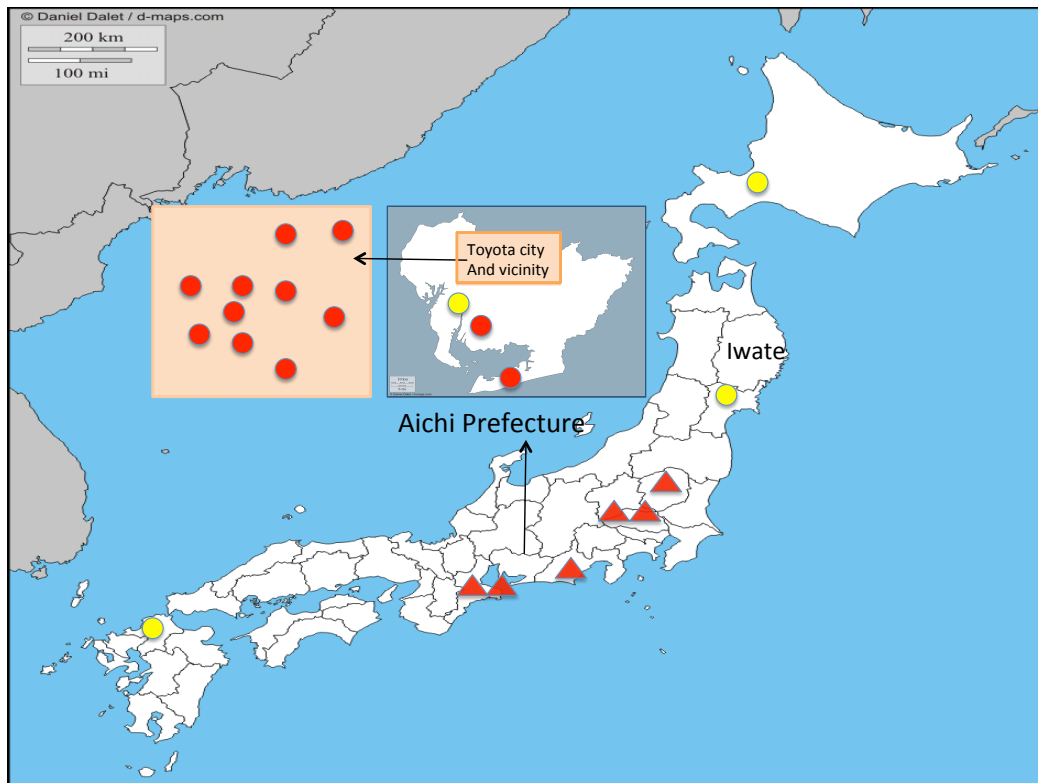 © Daniel Dalet / d-maps.com
200 km
100 mi
Toyota city
And vicinity
Iwate
Aichi Prefecture